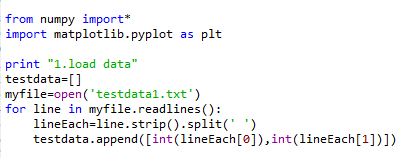 from numpy import*
import matplotlib.pyplot as plt

print "1.load data"
testdata=[]
myfile=open('testdata1.txt')
for line in myfile.readlines():
    lineEach=line.strip().split(' ')
    testdata.append([int(lineEach[0]),int(lineEach[1])])